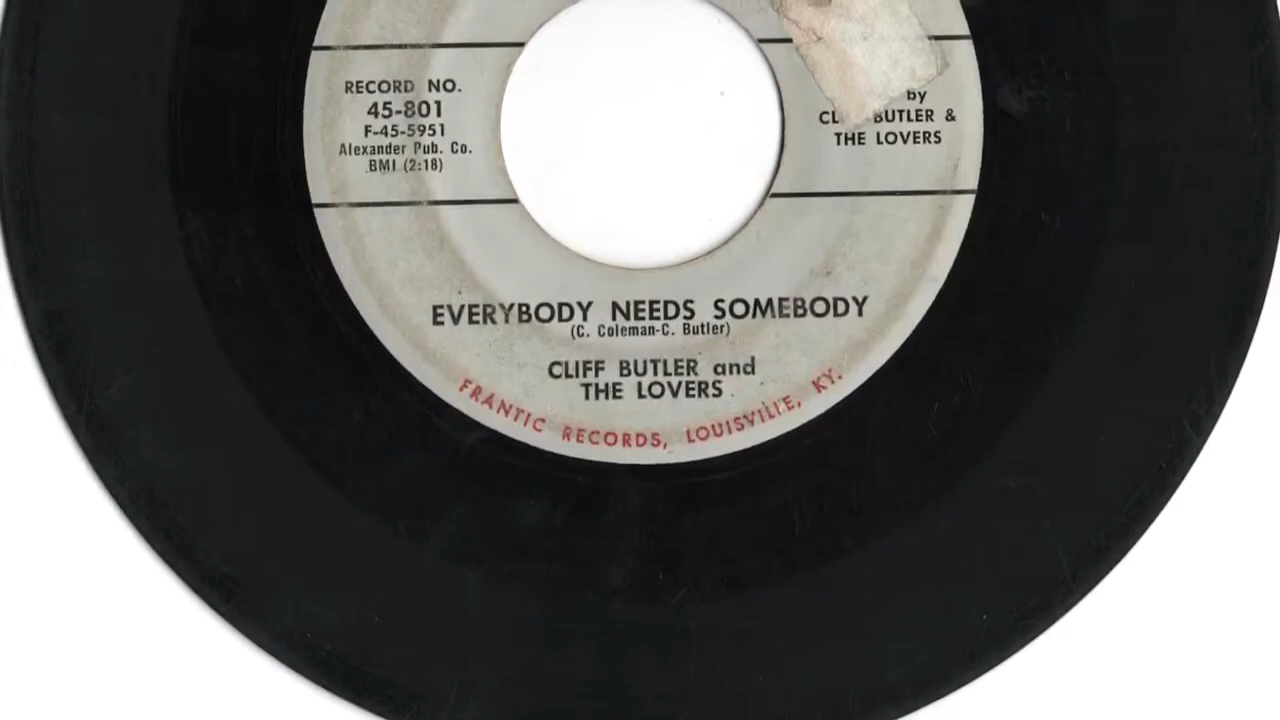 RECORD NO.
45-801
F-45-5951
Alexander Pub. Co.
BMI (2:18)
by
BUTLER &
THE LOVERS
EVERYBODY NEEDS SOMEBODY
(C. Coleman-C. Butler)
CLIFF BUTLER and
THE LOVERS
FRANTIC RECORDS, LOUISVILLE, KY.